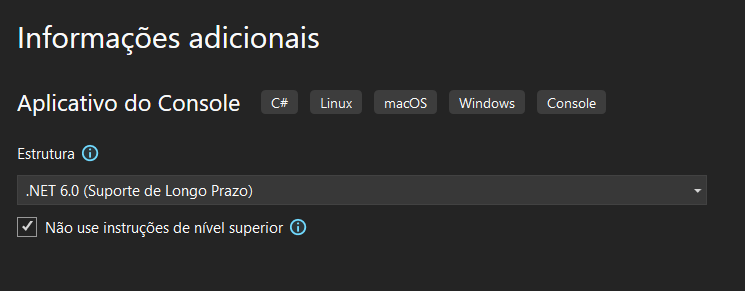 Informações adicionais
Aplicativo do Console C# Linux macOS Windows Console
Estrutura
.NET 6.0 (Suporte de Longo Prazo)
Não use instruções de nível superior